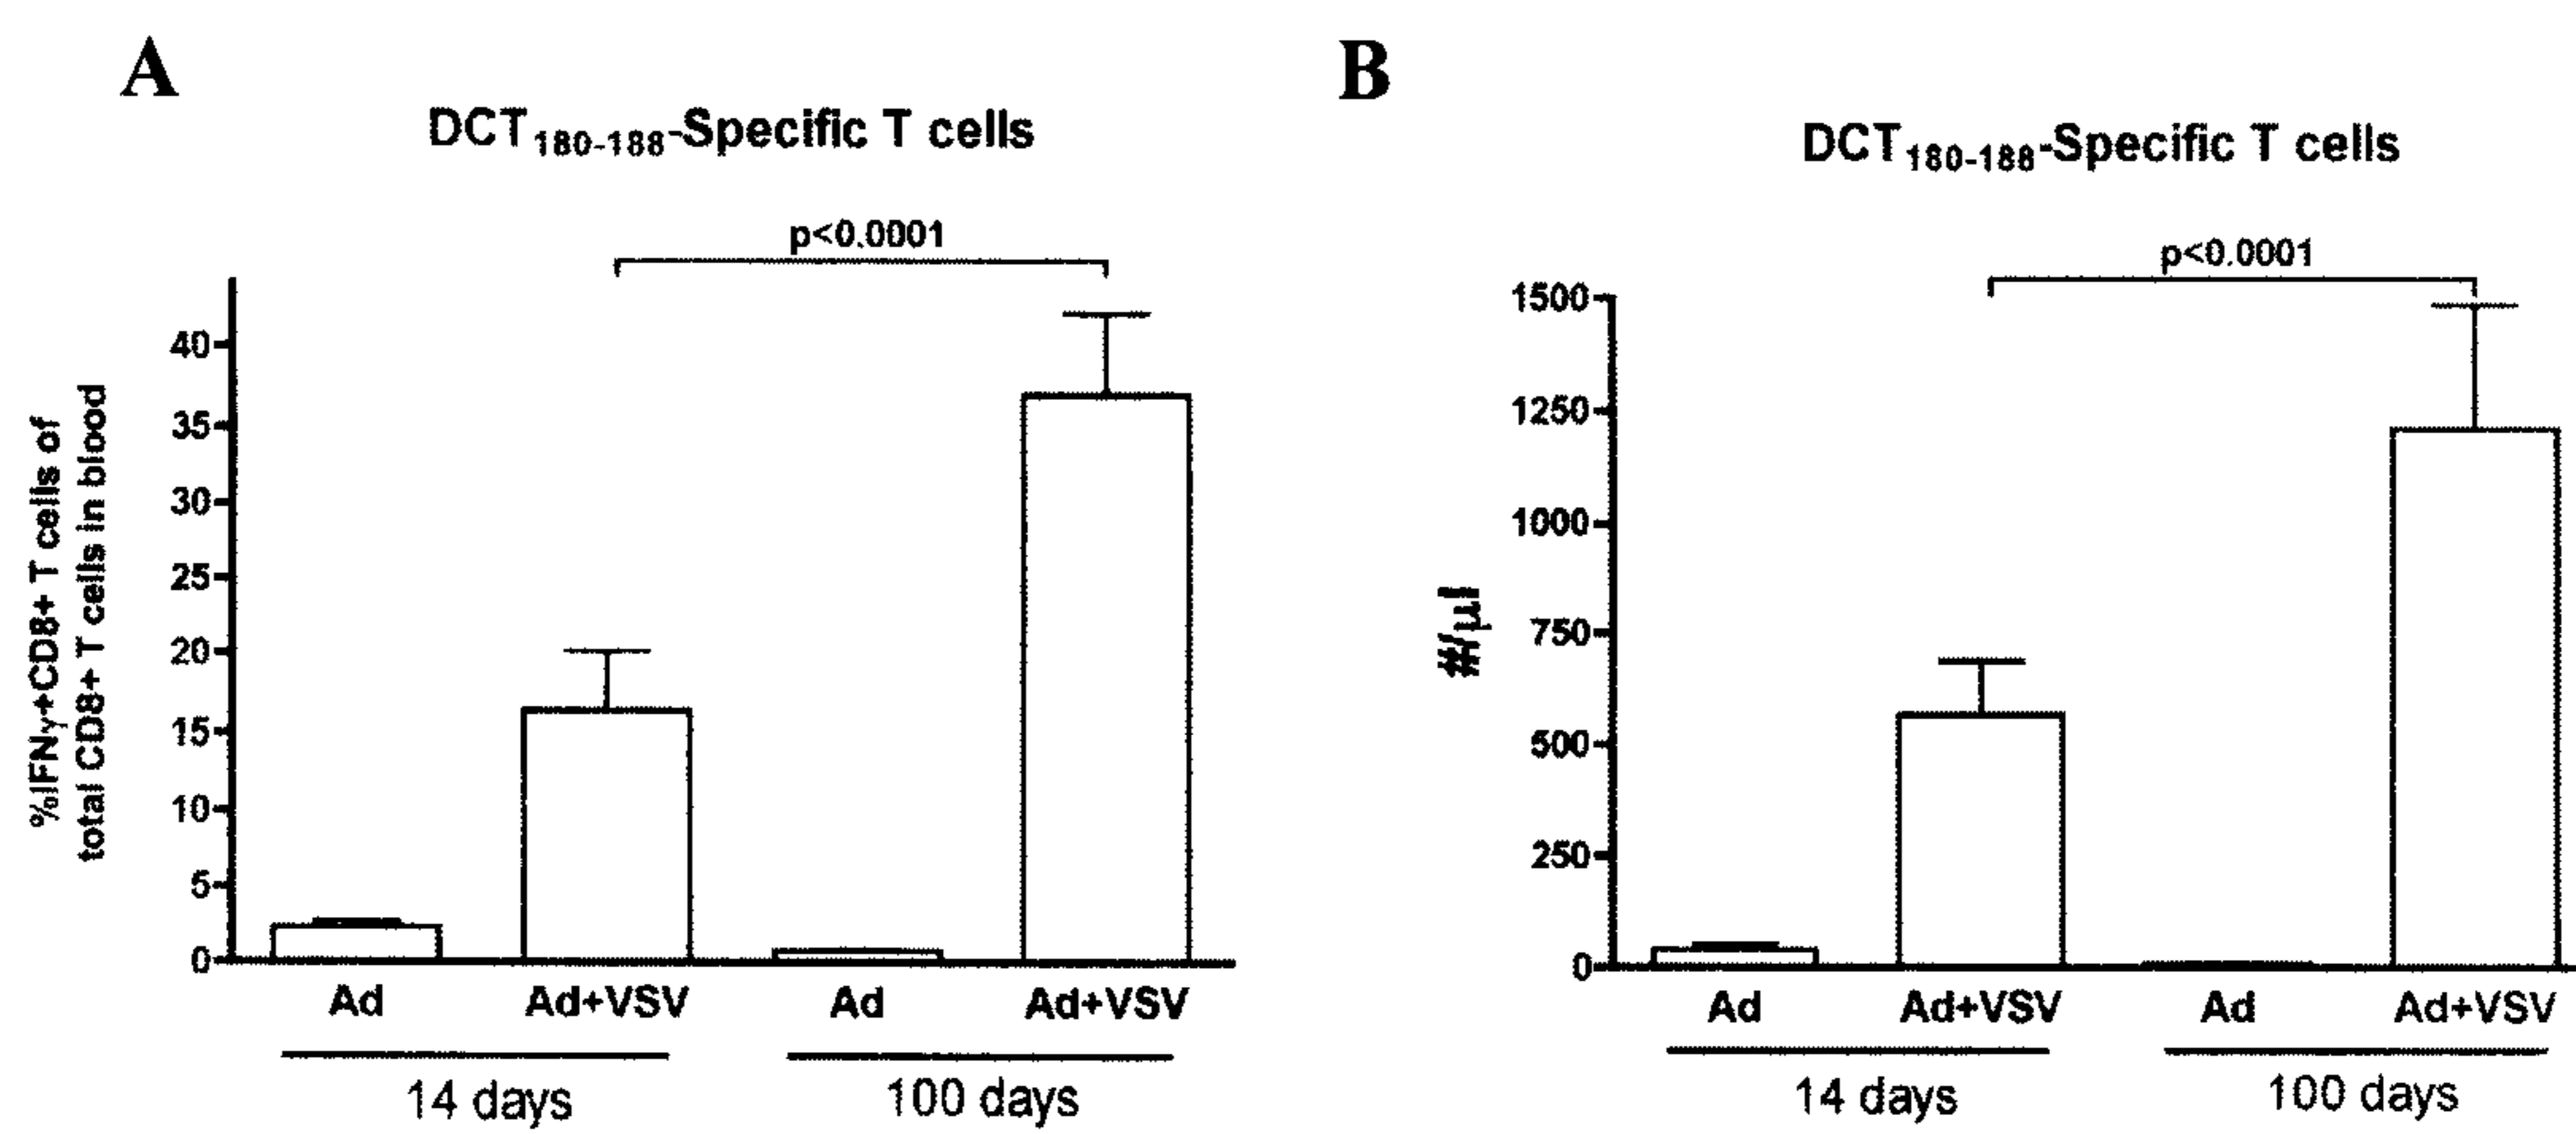 A
DCT180-188-Specific T cells
p<0.0001
40
35
30
25
20
15
10
5
0
%IFNγ+CD8+ T cells of
total CD8+ T cells in blood
Ad
Ad+VSV
Ad
Ad+VSV
14 days
100 days
B
DCT180-188-Specific T cells
p<0.0001
1500
1250
1000
750
500
250
0
#/μl
Ad
Ad+VSV
Ad
Ad+VSV
14 days
100 days